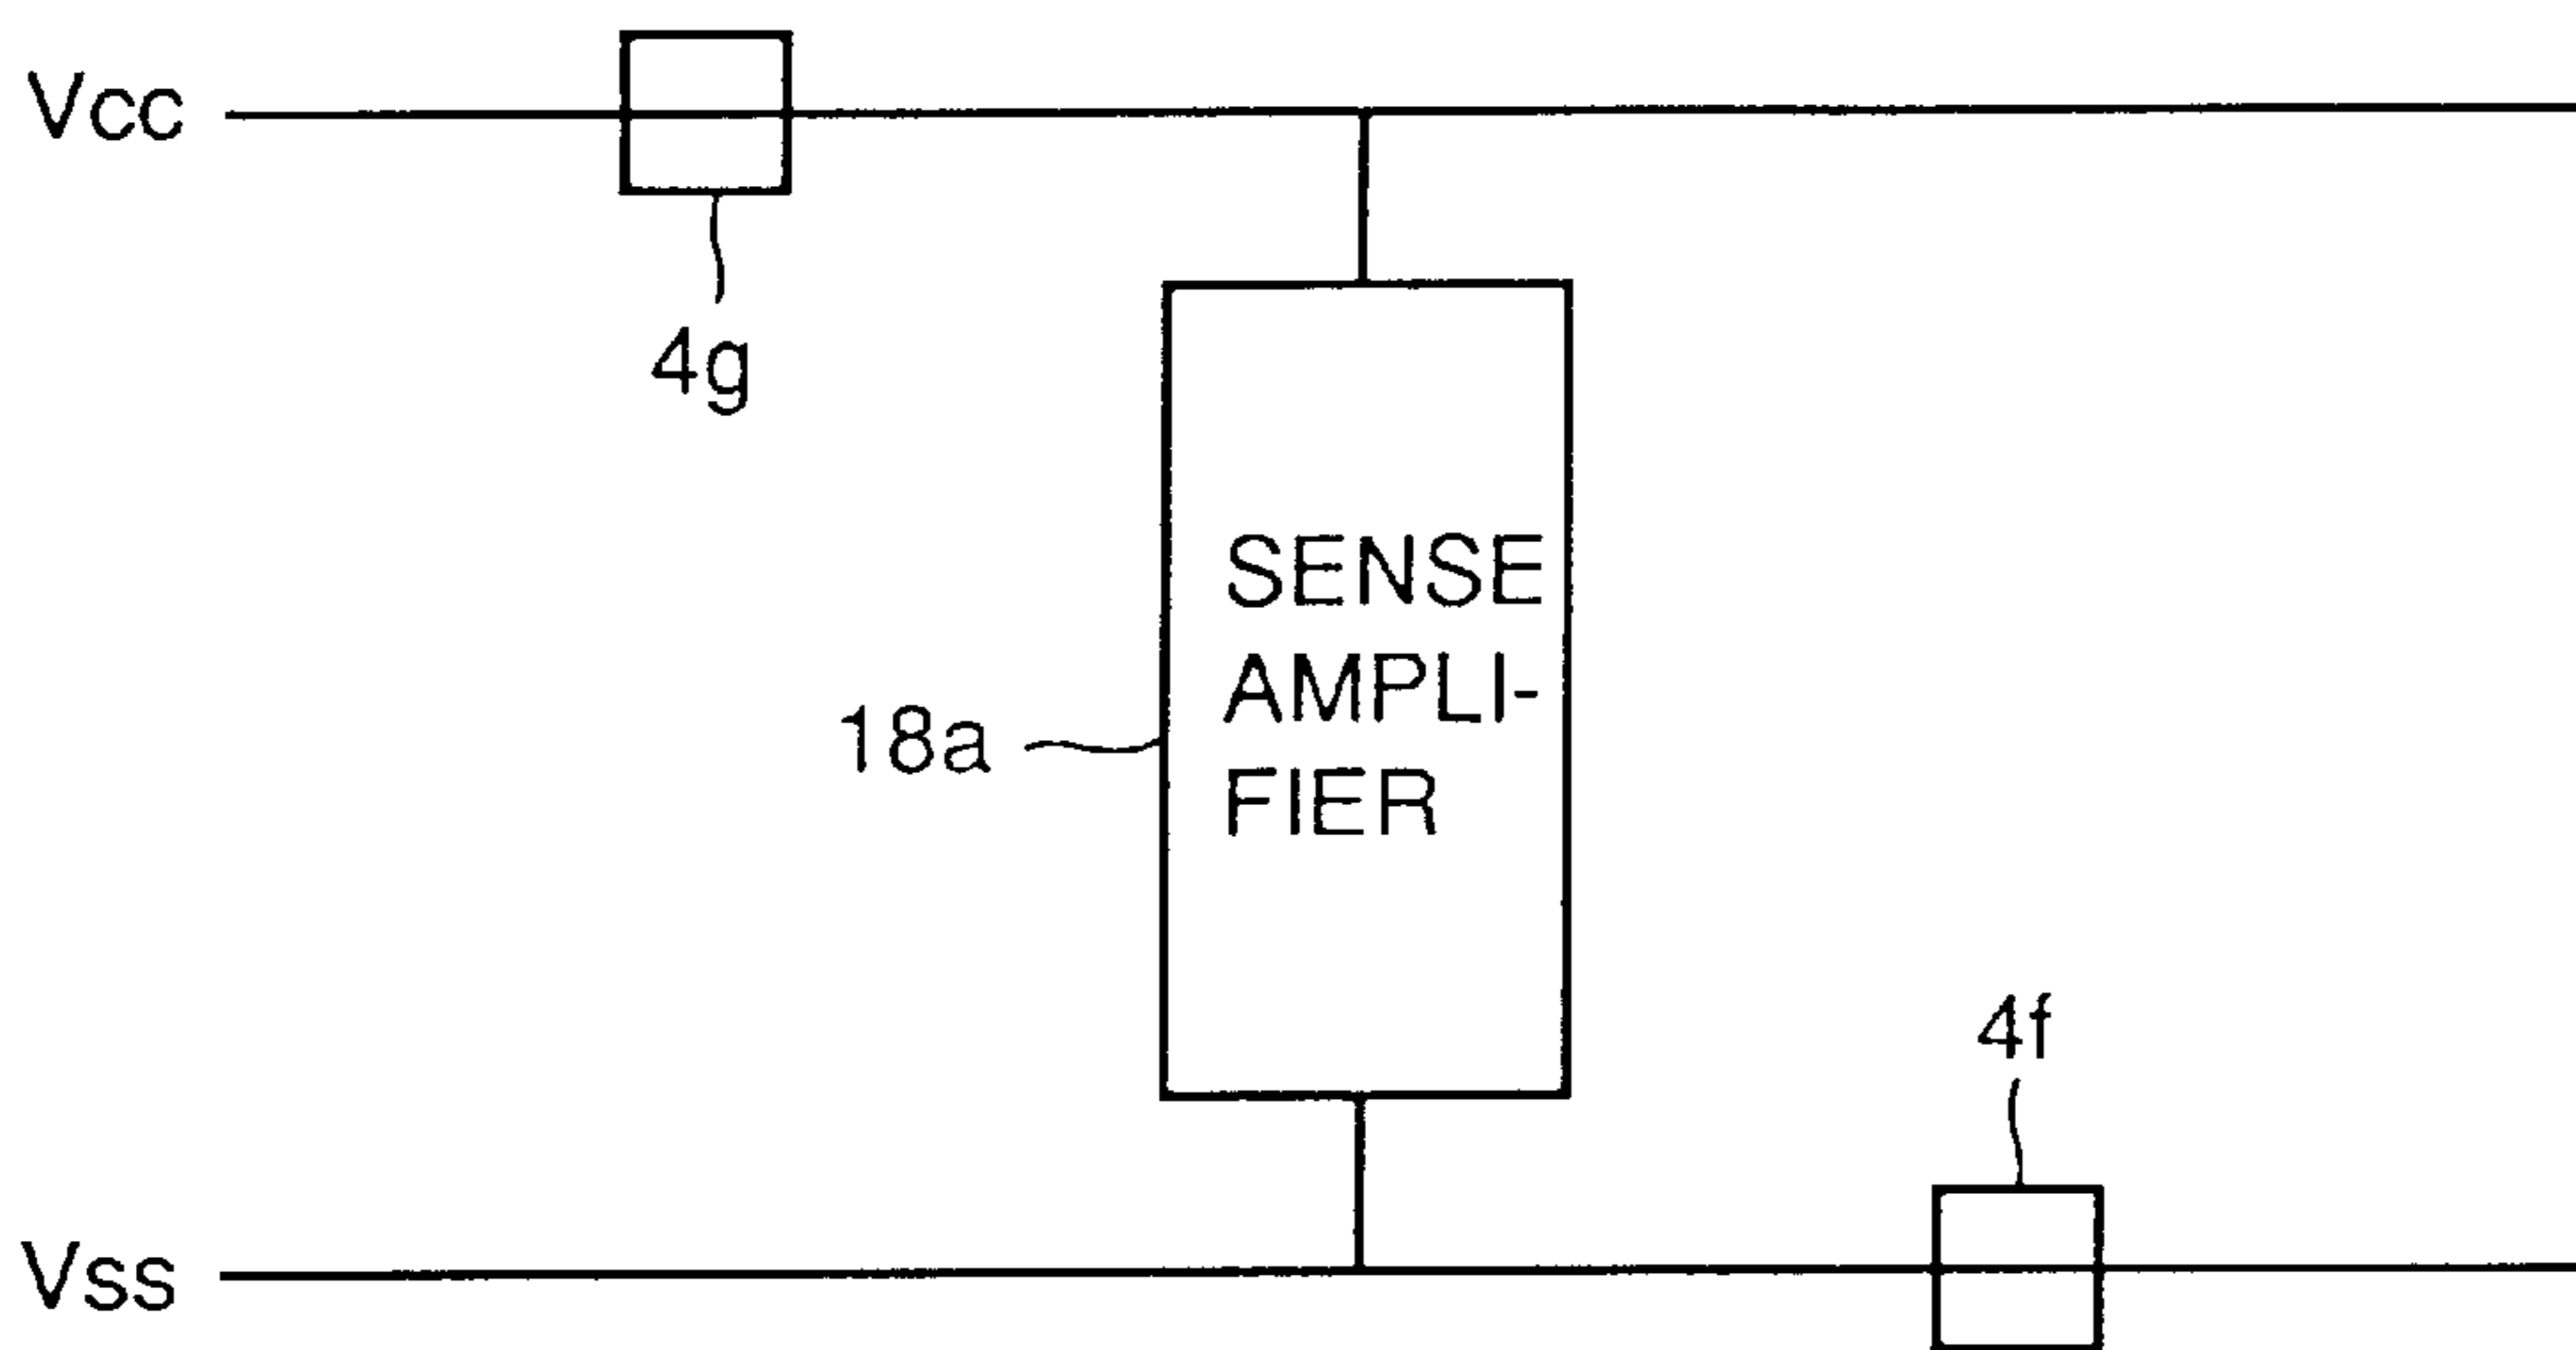 Vcc
4g
SENSE
AMPLI-
FIER
18a
4f
Vss